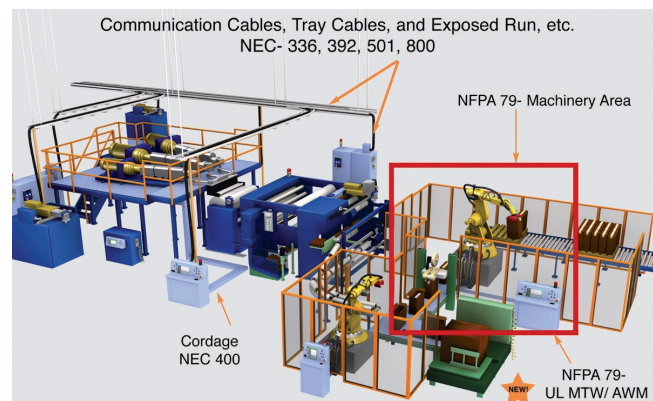 Communication Cables, Tray Cables, and Exposed Run, etc.
NEC- 336, 392, 501, 800
NFPA 79- Machinery Area
Cordage
NEC 400
NEW!
NFPA 79-
UL MTW/ AWM